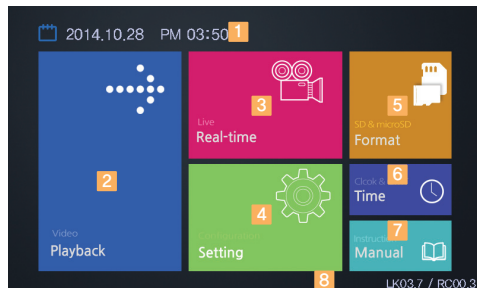 2014.10.28 PM 03:50 1
2
Video
Playback
3
Live
Real-time
4
Setting
5
SD & microSD
Format
6
Clcok &
Time
7
Instructi
Manual
8
LK03.7 / RC00.3